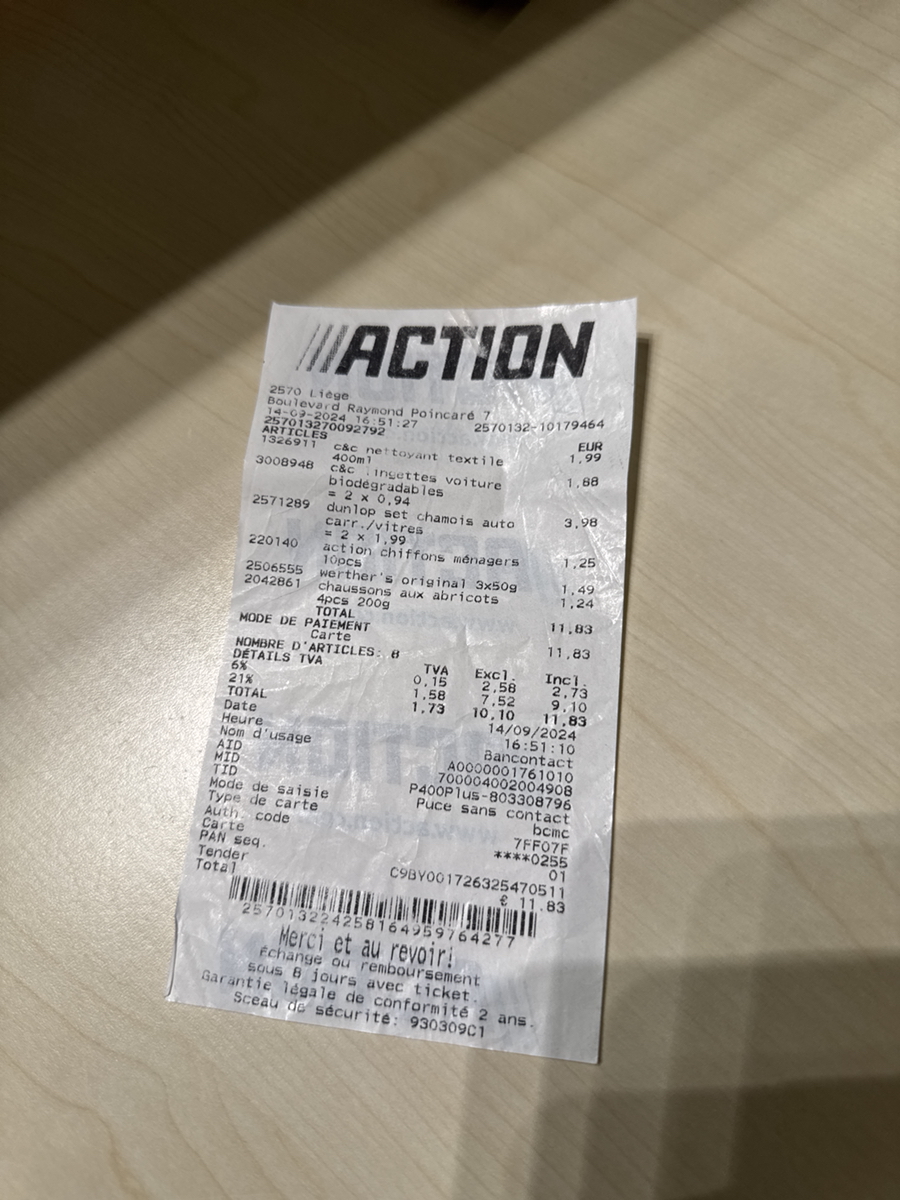 ///ACTION
2570 Liège
Boulevard Raymond Poincaré 7
14-09-2024 16:51:27 2570132-10179464
257013270092792
ARTICLES EUR
1326911 c&c nettoyant textile 1,99
400ml
3008948 c&c lingettes voiture 1,88
biodégradables
= 2 x 0,94
2571289 dunlop set chamois auto 3,98
carr./vitres
= 2 x 1,99
220140 action chiffons ménagers 1,25
10pcs
2506555 werther's original 3x50g 1,49
2042861 chaussons aux abricots 1,24
4pcs 200g
TOTAL 11,83
MODE DE PAIEMENT
Carte 11,83
NOMBRE D'ARTICLES: 8
DÉTAILS TVA TVA Excl. Incl.
6% 0,15 2,58 2,73
21% 1,58 7,52 9,10
TOTAL 1,73 10,10 11,83
Date 14/09/2024
Heure 16:51:10
Nom d'usage Bancontact
AID A0000001761010
MID 700004002004908
TID P400Plus-803308796
Mode de saisie Puce sans contact
Type de carte bcmc
Auth. code 7FF07F
Carte ****0255
PAN seq. 01
Tender C9BY001726325470511
Total € 11.83
257013224258164959764277
Merci et au revoir!
Échange ou remboursement
sous 8 jours avec ticket.
Garantie légale de conformité 2 ans.
Sceau de sécurité: 930309C1